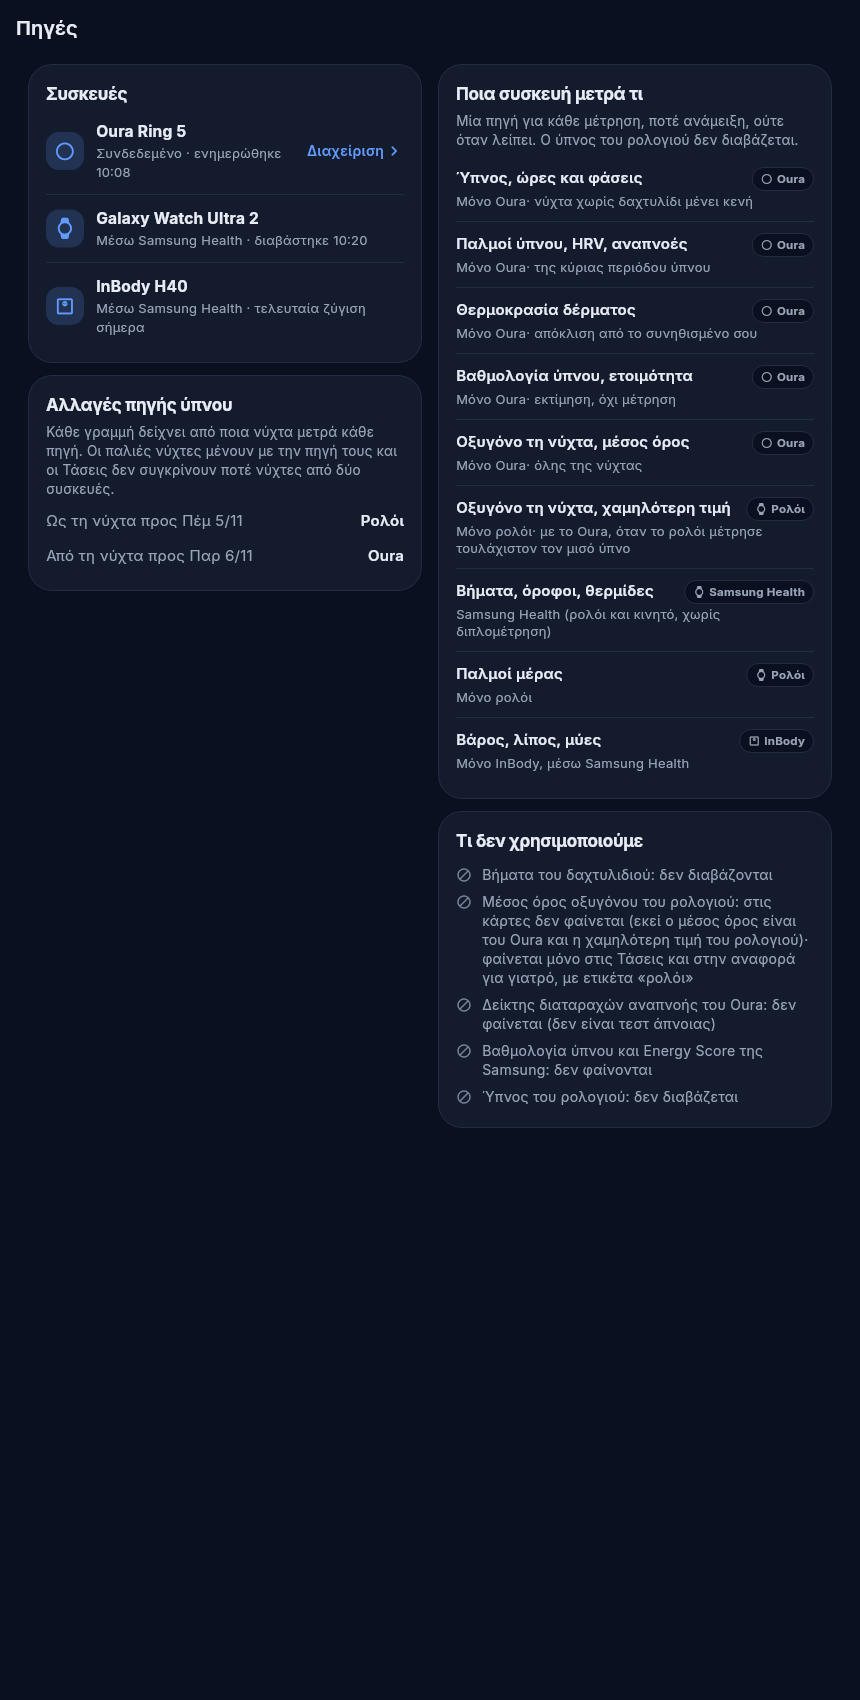 Πηγές
Συσκευές
Oura Ring 5
Συνδεδεμένο · ενημερώθηκε
10:08
Διαχείριση
Galaxy Watch Ultra 2
Μέσω Samsung Health · διαβάστηκε 10:20
InBody H40
Μέσω Samsung Health · τελευταία ζύγιση
σήμερα
Αλλαγές πηγής ύπνου
Κάθε γραμμή δείχνει από ποια νύχτα μετρά κάθε
πηγή. Οι παλιές νύχτες μένουν με την πηγή τους και
οι Τάσεις δεν συγκρίνουν ποτέ νύχτες από δύο
συσκευές.
Ως τη νύχτα προς Πέμ 5/11 Ρολόι
Από τη νύχτα προς Παρ 6/11 Oura
Ποια συσκευή μετρά τι
Μία πηγή για κάθε μέτρηση, ποτέ ανάμειξη, ούτε
όταν λείπει. Ο ύπνος του ρολογιού δεν διαβάζεται.
Ύπνος, ώρες και φάσεις Oura
Μόνο Oura· νύχτα χωρίς δαχτυλίδι μένει κενή
Παλμοί ύπνου, HRV, αναπνοές Oura
Μόνο Oura· της κύριας περιόδου ύπνου
Θερμοκρασία δέρματος Oura
Μόνο Oura· απόκλιση από το συνηθισμένο σου
Βαθμολογία ύπνου, ετοιμότητα Oura
Μόνο Oura· εκτίμηση, όχι μέτρηση
Οξυγόνο τη νύχτα, μέσος όρος Oura
Μόνο Oura· όλης της νύχτας
Οξυγόνο τη νύχτα, χαμηλότερη τιμή Ρολόι
Μόνο ρολόι· με το Oura, όταν το ρολόι μέτρησε
τουλάχιστον τον μισό ύπνο
Βήματα, όροφοι, θερμίδες Samsung Health
Samsung Health (ρολόι και κινητό, χωρίς
διπλομέτρηση)
Παλμοί μέρας Ρολόι
Μόνο ρολόι
Βάρος, λίπος, μύες InBody
Μόνο InBody, μέσω Samsung Health
Τι δεν χρησιμοποιούμε
Βήματα του δαχτυλιδιού: δεν διαβάζονται
Μέσος όρος οξυγόνου του ρολογιού: στις
κάρτες δεν φαίνεται (εκεί ο μέσος όρος είναι
του Oura και η χαμηλότερη τιμή του ρολογιού)·
φαίνεται μόνο στις Τάσεις και στην αναφορά
για γιατρό, με ετικέτα «ρολόι»
Δείκτης διαταραχών αναπνοής του Oura: δεν
φαίνεται (δεν είναι τεστ άπνοιας)
Βαθμολογία ύπνου και Energy Score της
Samsung: δεν φαίνονται
Ύπνος του ρολογιού: δεν διαβάζεται